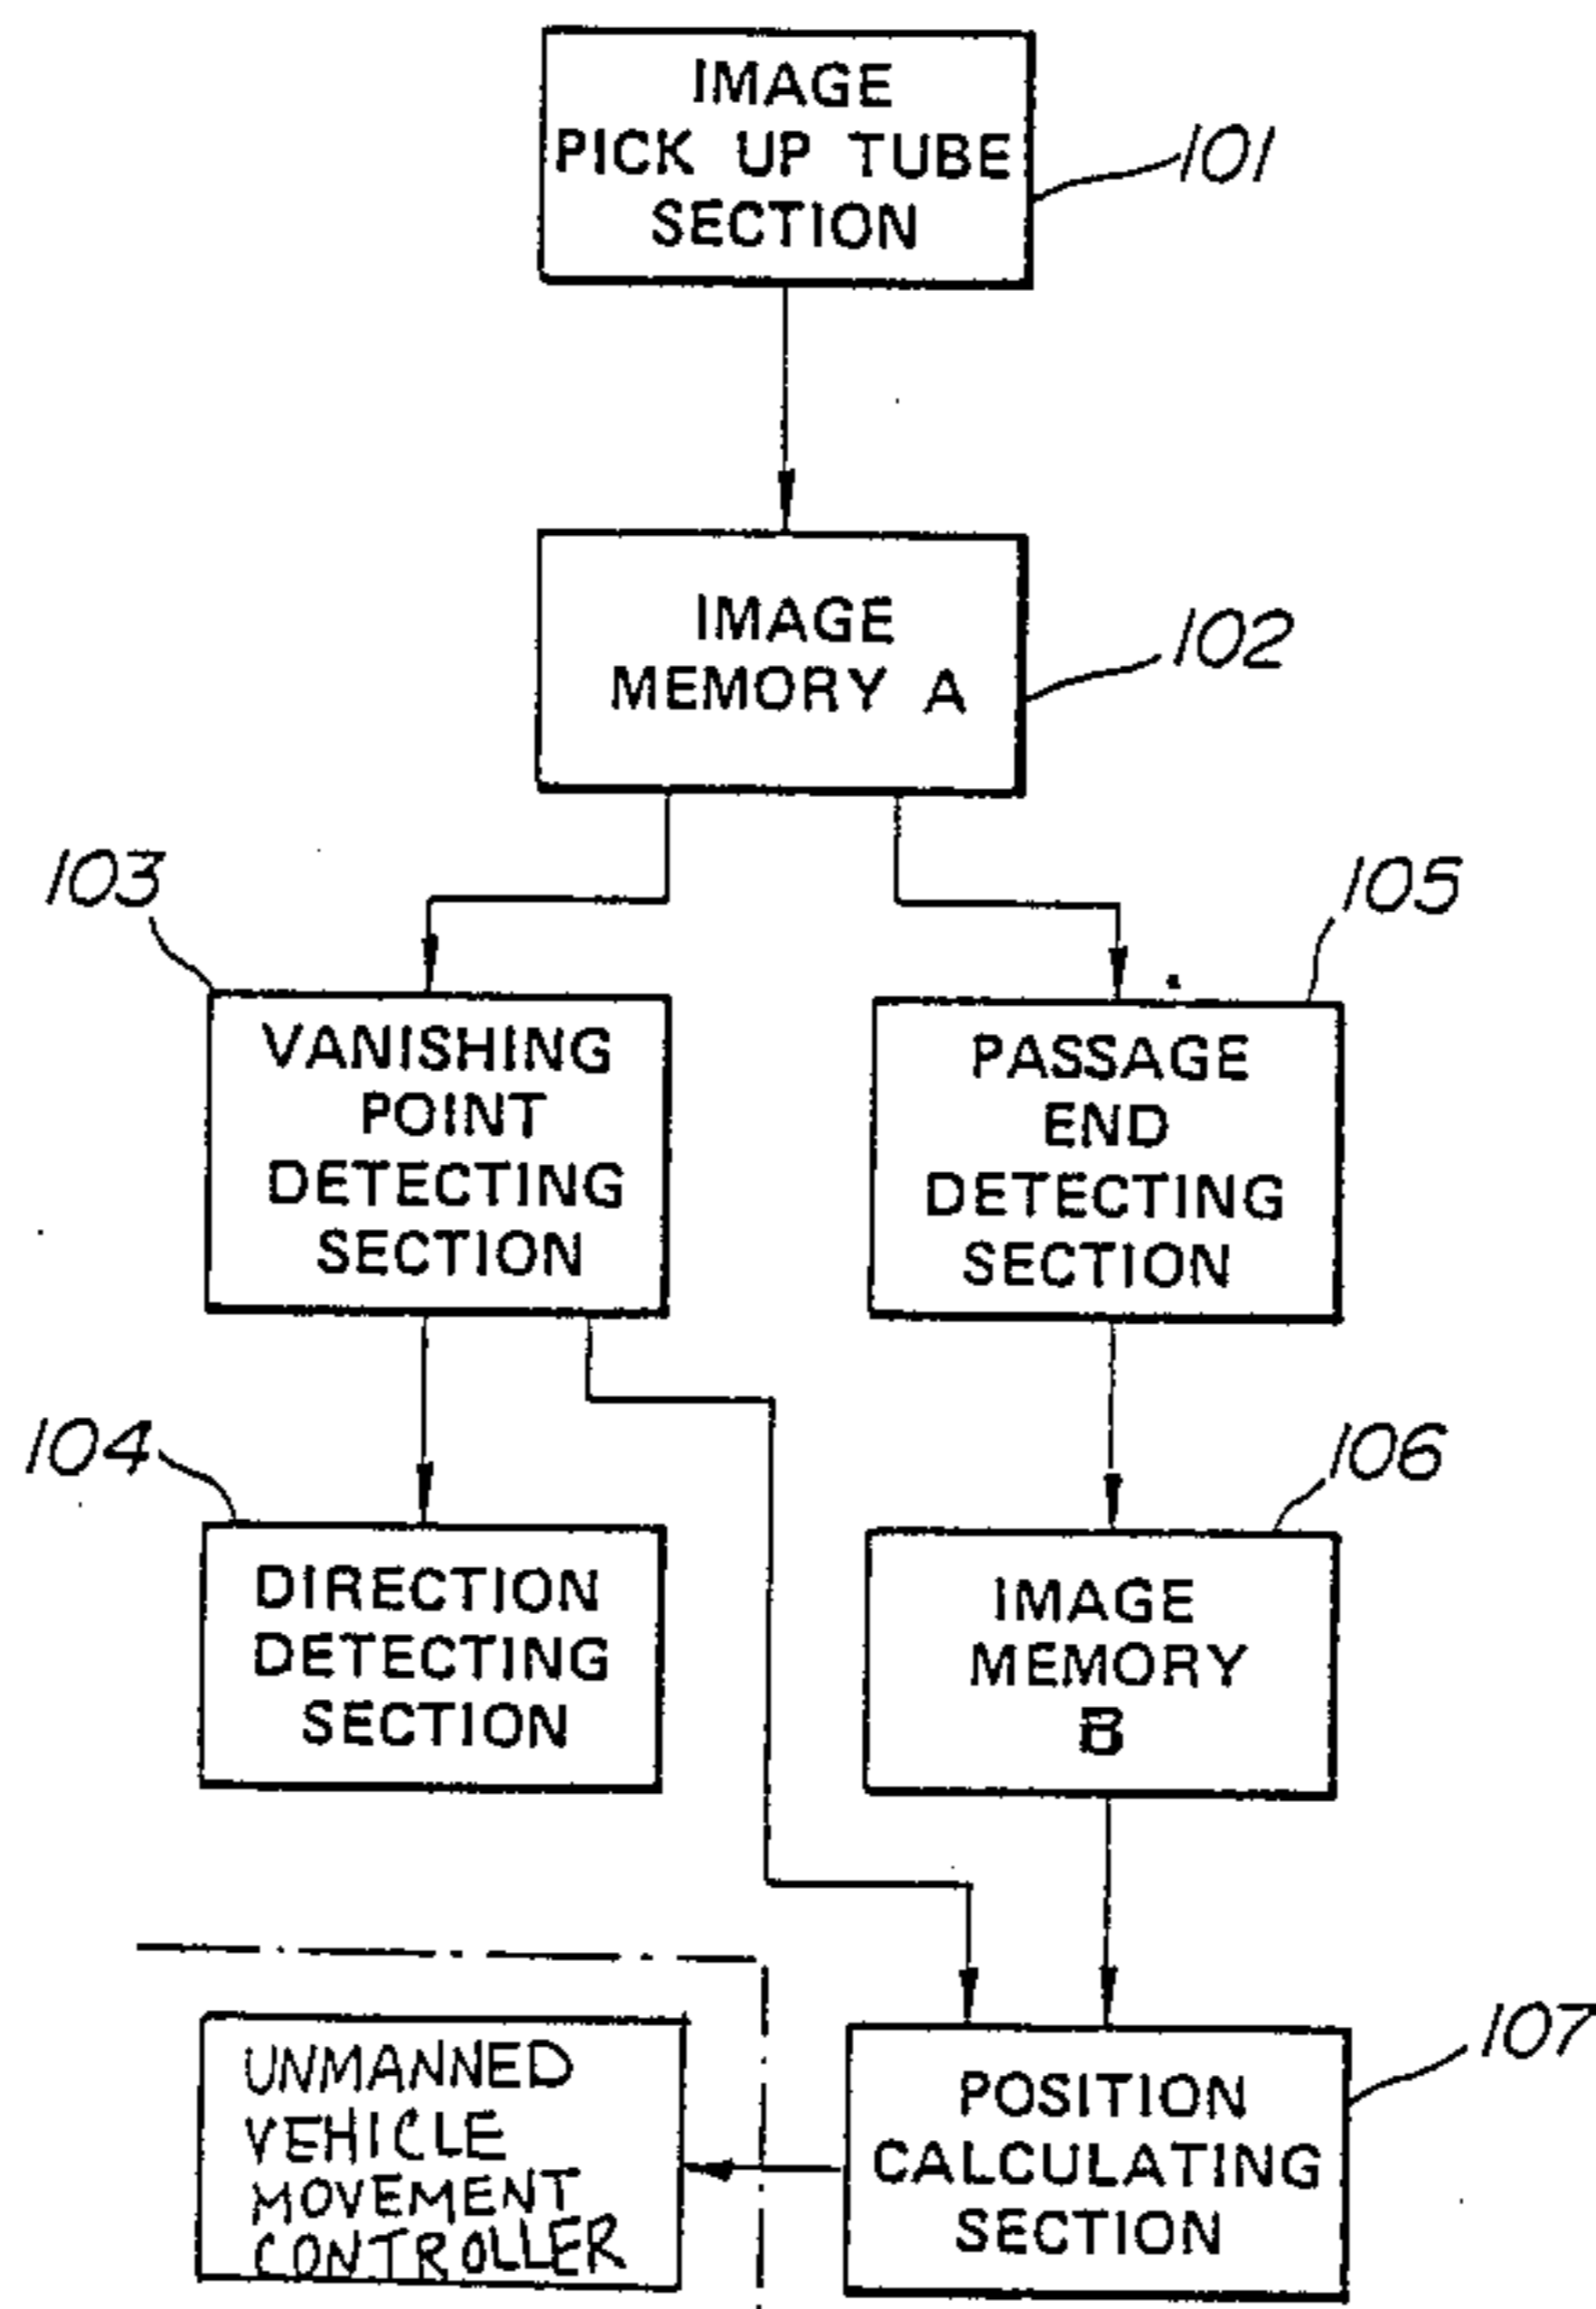 IMAGE
PICK UP TUBE
SECTION
101
IMAGE
MEMORY A
102
103
VANISHING
POINT
DETECTING
SECTION
105
PASSAGE
END
DETECTING
SECTION
104
DIRECTION
DETECTING
SECTION
106
IMAGE
MEMORY
B
UNMANNED
VEHICLE
MOVEMENT
CONTROLLER
107
POSITION
CALCULATING
SECTION